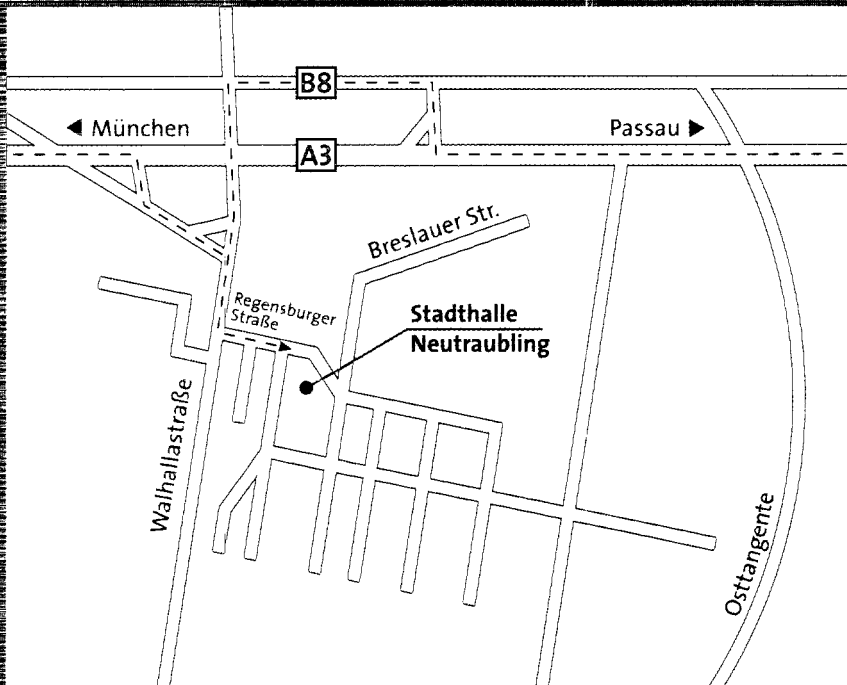 B8
◄ München
Passau ►
A3
Breslauer Str.
Regensburger
Straße
Stadthalle
Neutraubling
Walhallastraße
Osttangente